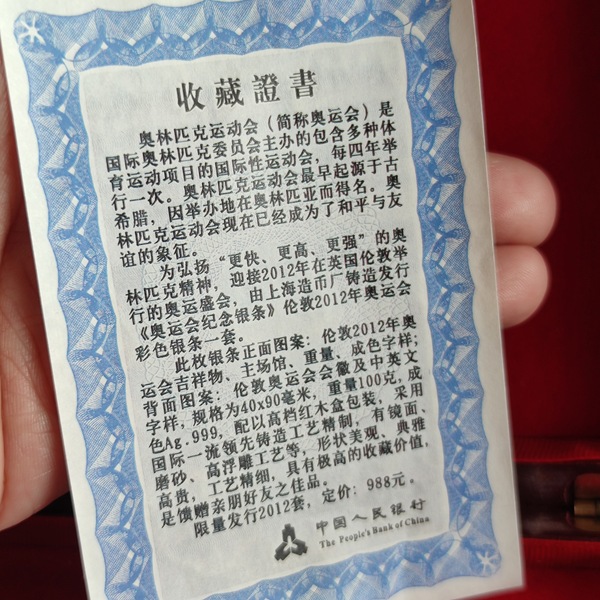 收藏證書
奥林匹克运动会（简称奥运会）是
国际奥林匹克委员会主办的包含多种体
育运动项目的国际性运动会，每四年举
行一次。奥林匹克运动会最早起源于古
希腊，因举办地在奥林匹亚而得名。奥
林匹克运动会现在已经成为了和平与友
谊的象征。
为弘扬“更快、更高、更强”的奥
林匹克精神，迎接2012年在英国伦敦举
行的奥运盛会，由上海造币厂铸造发行
《奥运会纪念银条》伦敦2012年奥运会
彩色银条一套。
此枚银条正面图案：伦敦2012年奥
运会吉祥物、主场馆、重量、成色字样；
背面图案：伦敦奥运会会徽及中英文
字样，规格为40x90毫米，重量100克，成
色Ag.999，配以高档红木盒包装，采用
国际一流领先铸造工艺精制，有镜面、
磨砂、高浮雕工艺等，形状美观、典雅
高贵，工艺精细，具有极高的收藏价值，
是馈赠亲朋好友之佳品。
限量发行2012套，定价：988元。
中国人民银行
The People's Bank of China